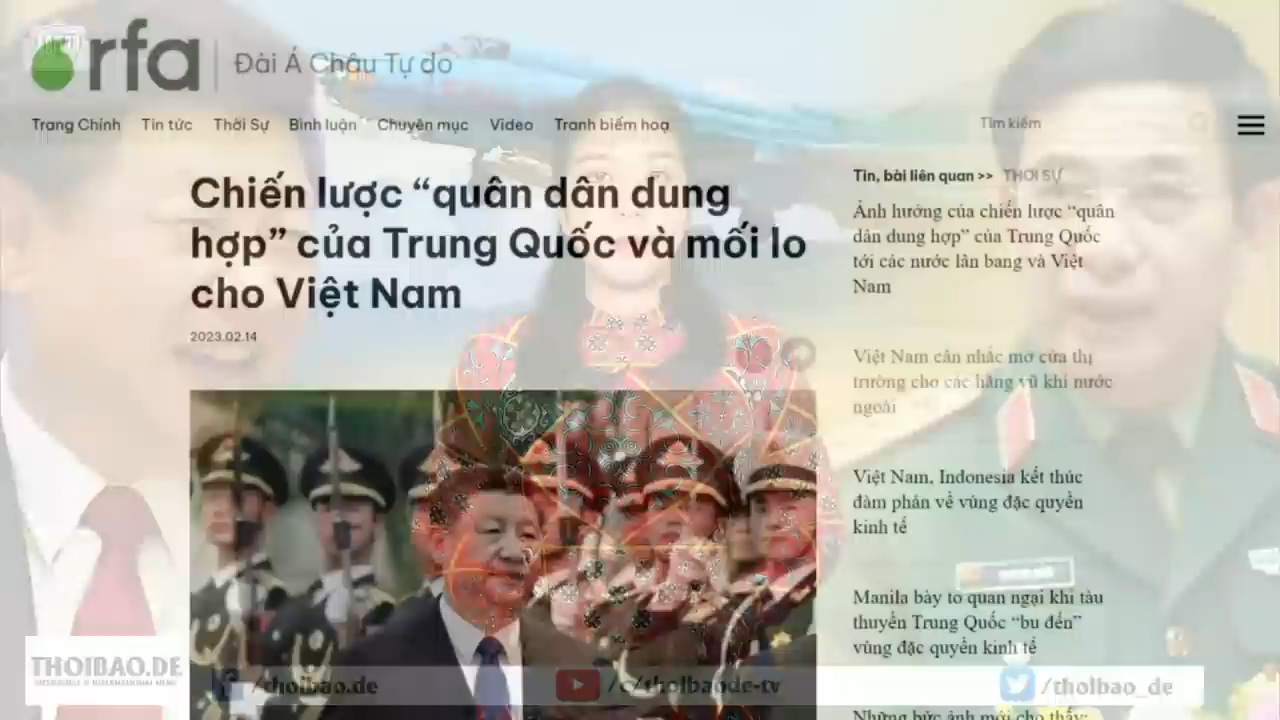 rfa Đài Á Châu Tự do
Trang Chính Tin tức Thời Sự Bình luận Chuyên mục Video Tranh biếm hoạ Tìm kiếm
Chiến lược “quân dân dung
hợp” của Trung Quốc và mối lo
cho Việt Nam
2023.02.14
Tin, bài liên quan >> THỜI SỰ
Ảnh hưởng của chiến lược “quân
dân dung hợp” của Trung Quốc
tới các nước lân bang và Việt
Nam
Việt Nam cân nhắc mở cửa thị
trường cho các hãng vũ khí nước
ngoài
Việt Nam, Indonesia kết thúc
đàm phán về vùng đặc quyền
kinh tế
Manila bày tỏ quan ngại khi tàu
thuyền Trung Quốc “bu đến”
vùng đặc quyền kinh tế
Những bức ảnh mới cho thấy:
THOIBAO.DE
/thoibao.de
/c/thoibaode-tv
/thoibao_de